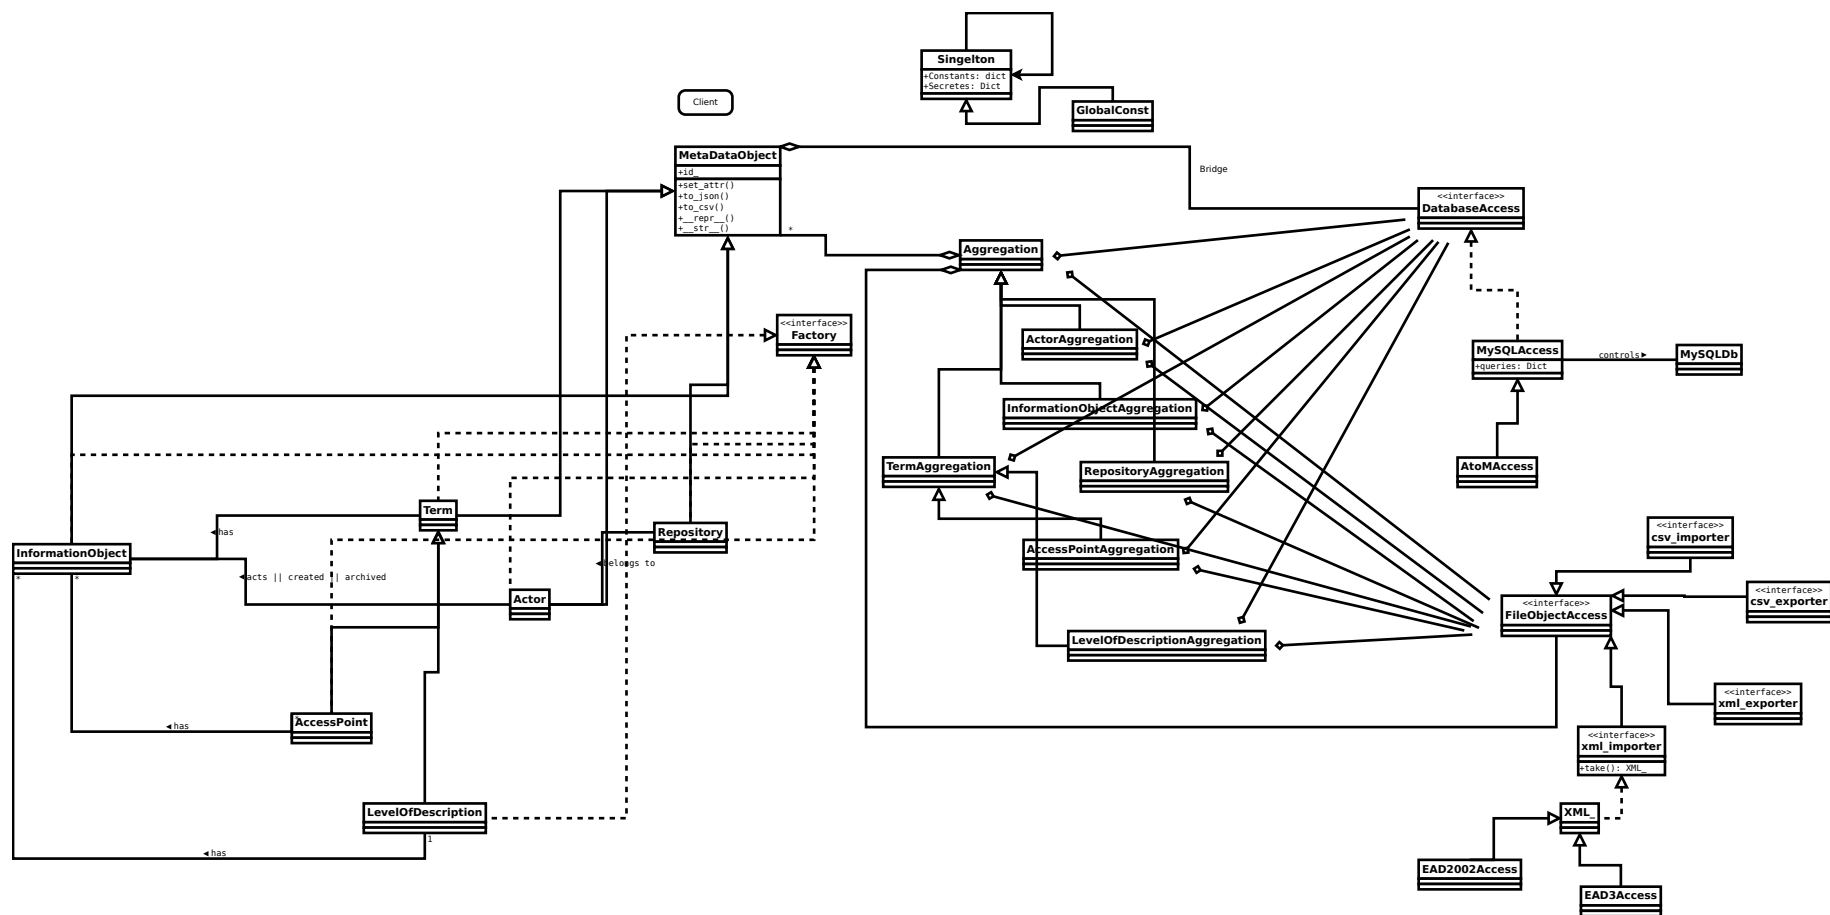 Singelton
+Constants: dict
+Secretes: Dict
Client
GlobalConst
MetaDataObject
+id_
+set_attr()
+to_json()
+to_csv()
+__repr__()
+__str__()
*
Bridge
<<interface>>
DatabaseAccess
Aggregation
<<interface>>
Factory
ActorAggregation
MySQLAccess
+queries: Dict
controls
MySQLDb
InformationObjectAggregation
TermAggregation
RepositoryAggregation
AtoMAccess
Term
has
Repository
<<interface>>
csv_importer
InformationObject
*
*
AccessPointAggregation
belongs to
acts || created || archived
Actor
<<interface>>
csv_exporter
<<interface>>
FileObjectAccess
LevelOfDescriptionAggregation
<<interface>>
xml_exporter
AccessPoint
has
<<interface>>
xml_importer
+take(): XML_
LevelOfDescription
1
XML_
has
EAD2002Access
EAD3Access